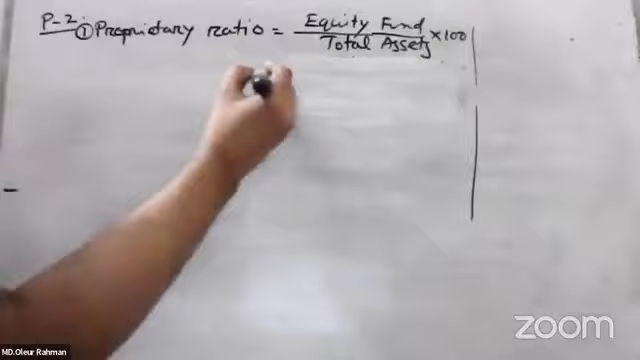 P-2: ① Proprietary ratio = Equity Fund / Total Assets × 100
zoom
MD.Oleur Rahman